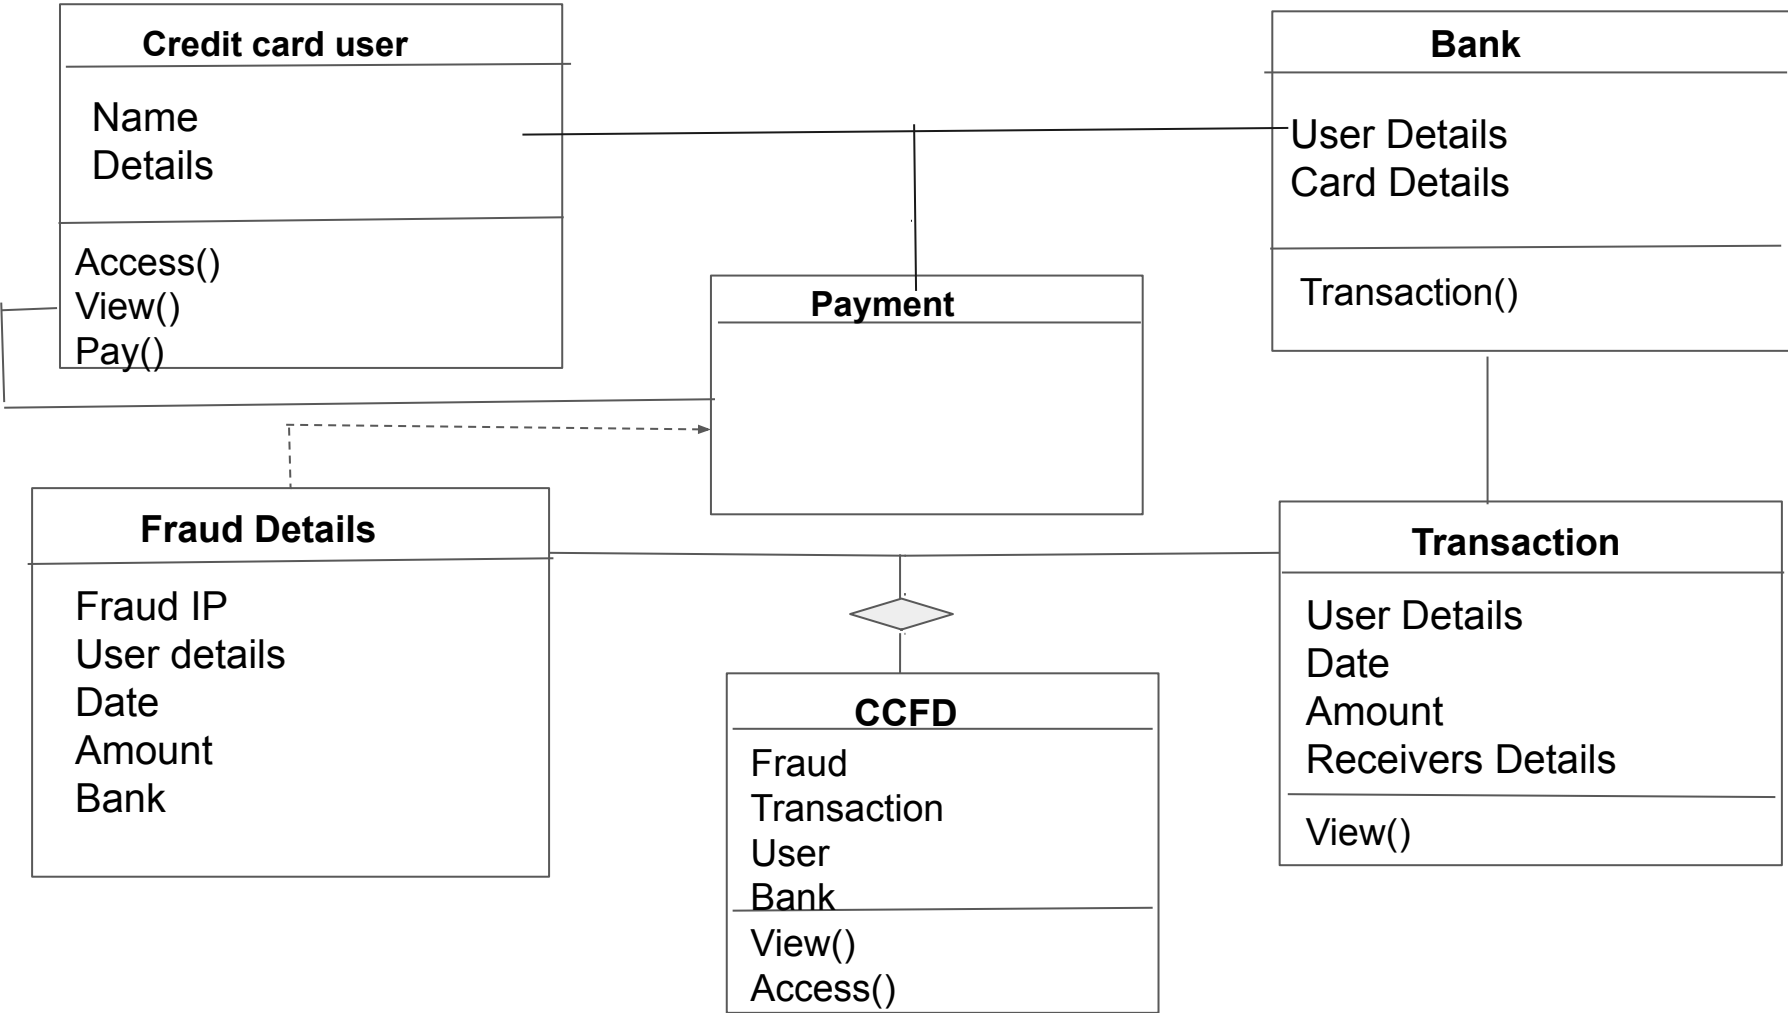 Credit card user
Name
Details
Access()
View()
Pay()
Bank
User Details
Card Details
Transaction()
Payment
Fraud Details
Fraud IP
User details
Date
Amount
Bank
CCFD
Fraud
Transaction
User
Bank
View()
Access()
Transaction
User Details
Date
Amount
Receivers Details
View()